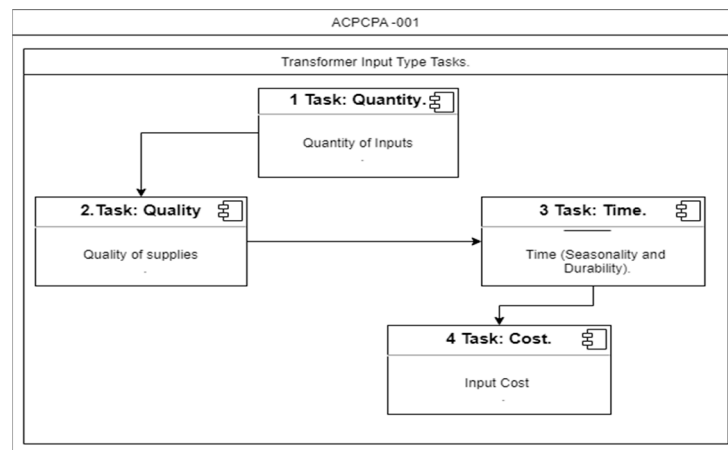 ACPCPA -001
Transformer Input Type Tasks.
1 Task: Quantity.
Quantity of Inputs
.
2.Task: Quality
Quality of supplies
.
3 Task: Time.
Time (Seasonality and
Durability).
4 Task: Cost.
Input Cost
.